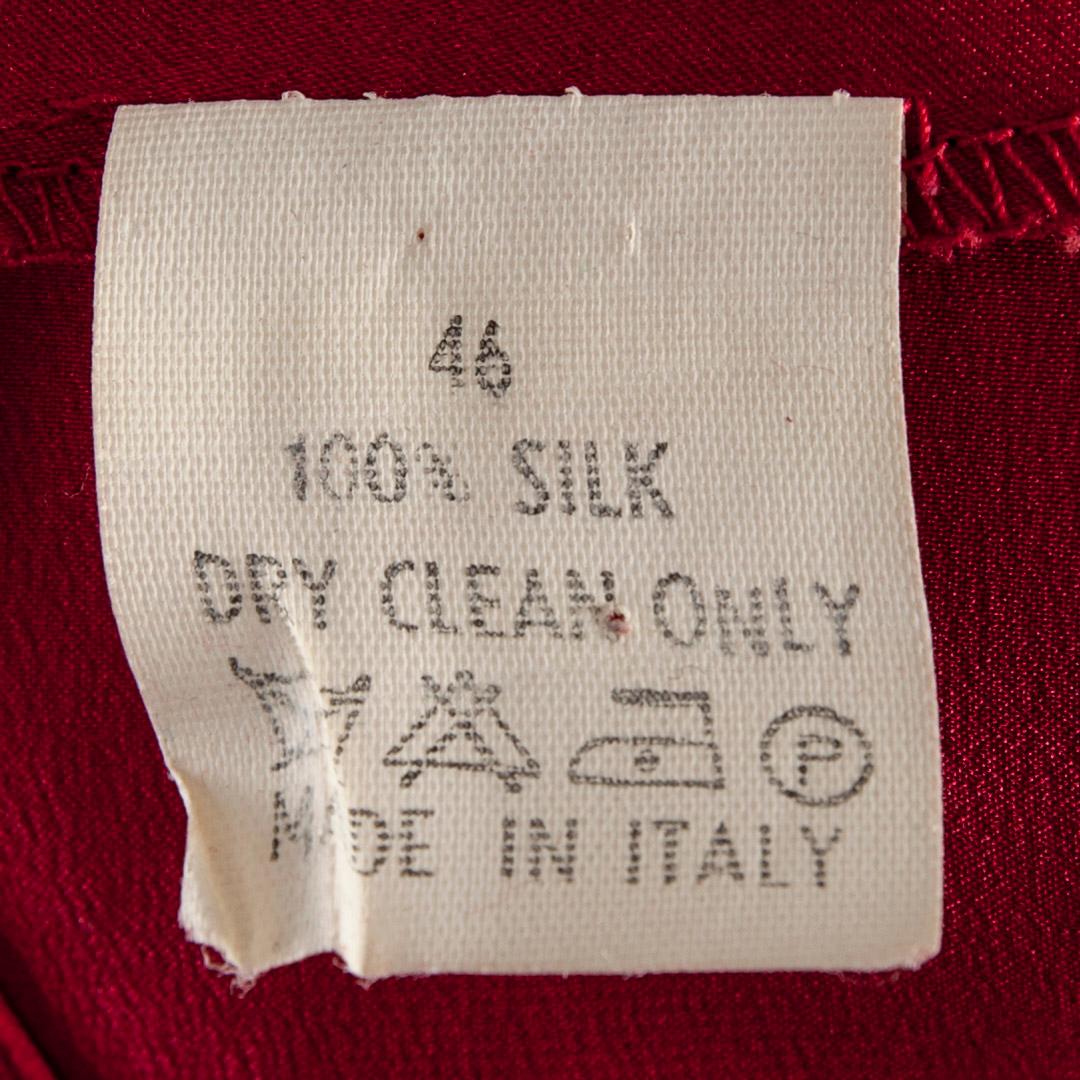 46
100% SILK
DRY CLEAN ONLY
P
MADE IN ITALY